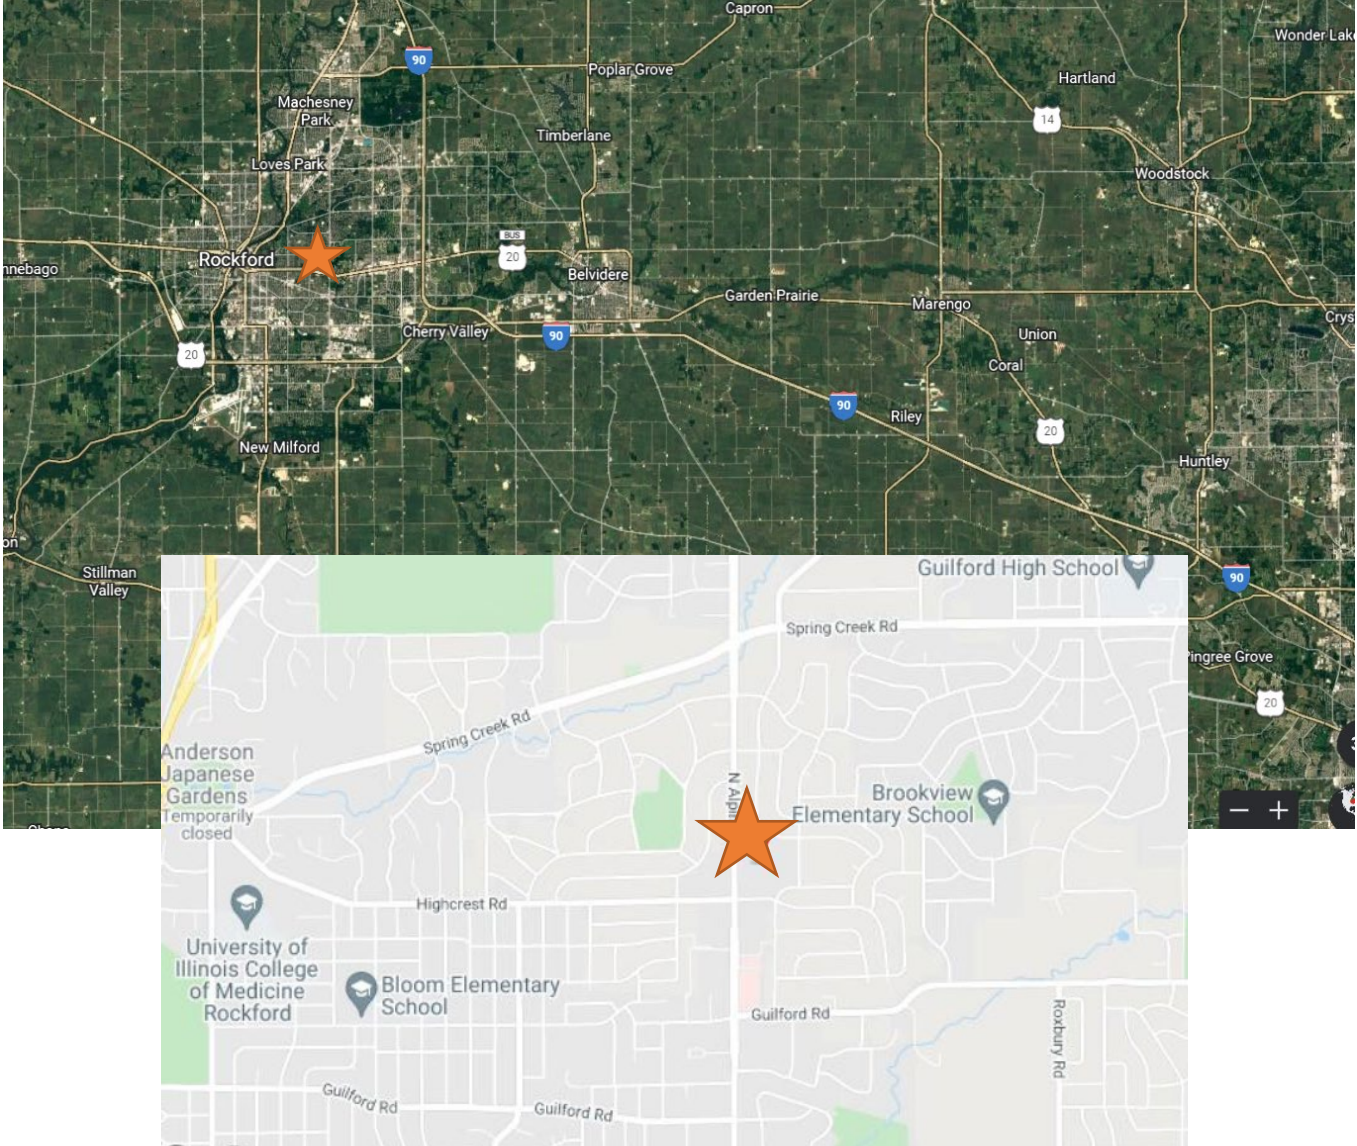 Capron
Wonder Lake
90
Poplar Grove
Hartland
Machesney
Park
14
Timberlane
Loves Park
Woodstock
BUS
20
Rockford
nnebago
Belvidere
Garden Prairie
Marengo
Crys
Cherry Valley
90
Union
20
Coral
90
Riley
20
New Milford
Huntley
on
Stillman
Valley
90
Pingree Grove
20
Guilford High School
Spring Creek Rd
Spring Creek Rd
Anderson
Japanese
Gardens
Temporarily
closed
N Alpin
Brookview
Elementary School
Highcrest Rd
University of
Illinois College
of Medicine
Rockford
Bloom Elementary
School
Guilford Rd
Roxbury Rd
Guilford Rd
Guilford Rd